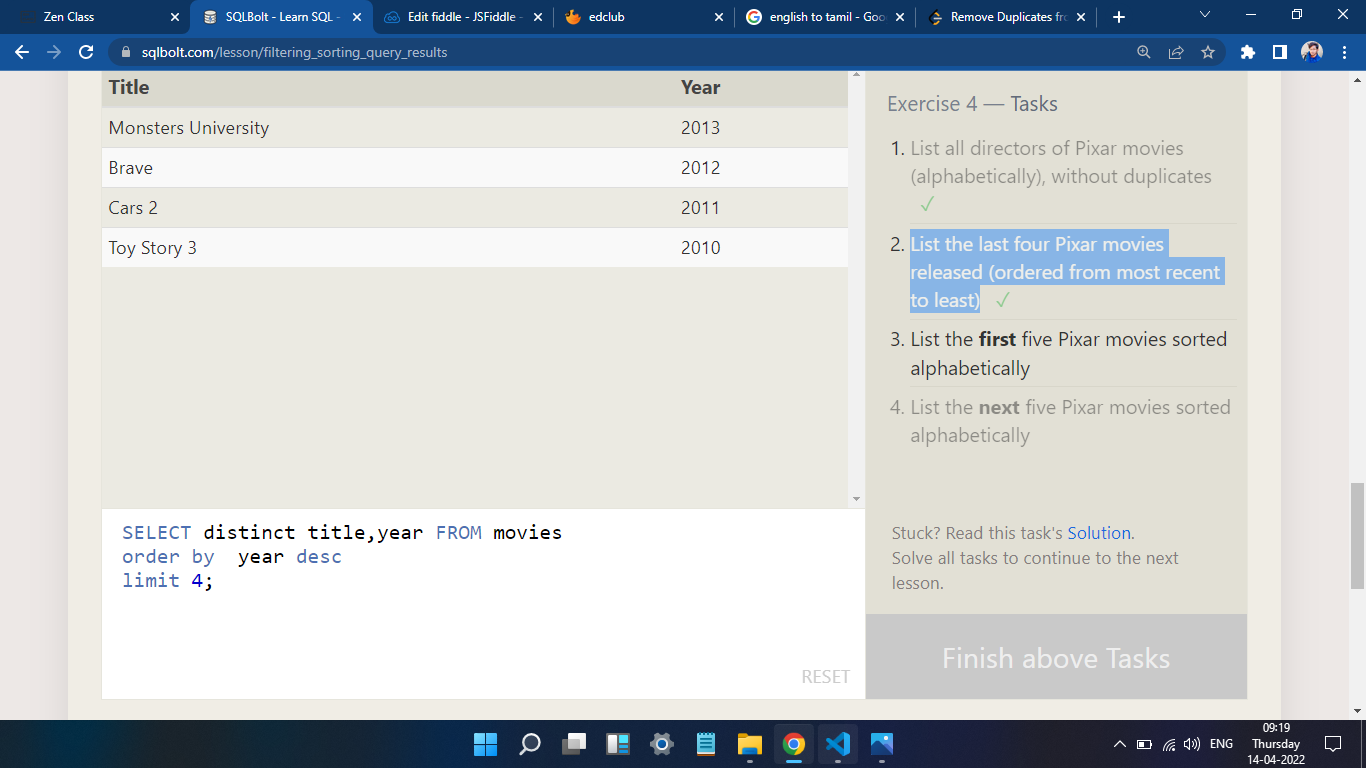 Zen Class
SQLBolt - Learn SQL -
Edit fiddle - JSFiddle -
edclub
english to tamil - Goo
Remove Duplicates fro
sqlbolt.com/lesson/filtering_sorting_query_results
Title Year
Monsters University 2013
Brave 2012
Cars 2 2011
Toy Story 3 2010
SELECT distinct title,year FROM movies
order by  year desc
limit 4;
RESET
Exercise 4 — Tasks
1. List all directors of Pixar movies
(alphabetically), without duplicates
✓
2. List the last four Pixar movies
released (ordered from most recent
to least) ✓
3. List the first five Pixar movies sorted
alphabetically
4. List the next five Pixar movies sorted
alphabetically
Stuck? Read this task's Solution.
Solve all tasks to continue to the next
lesson.
Finish above Tasks
ENG
09:19
Thursday
14-04-2022